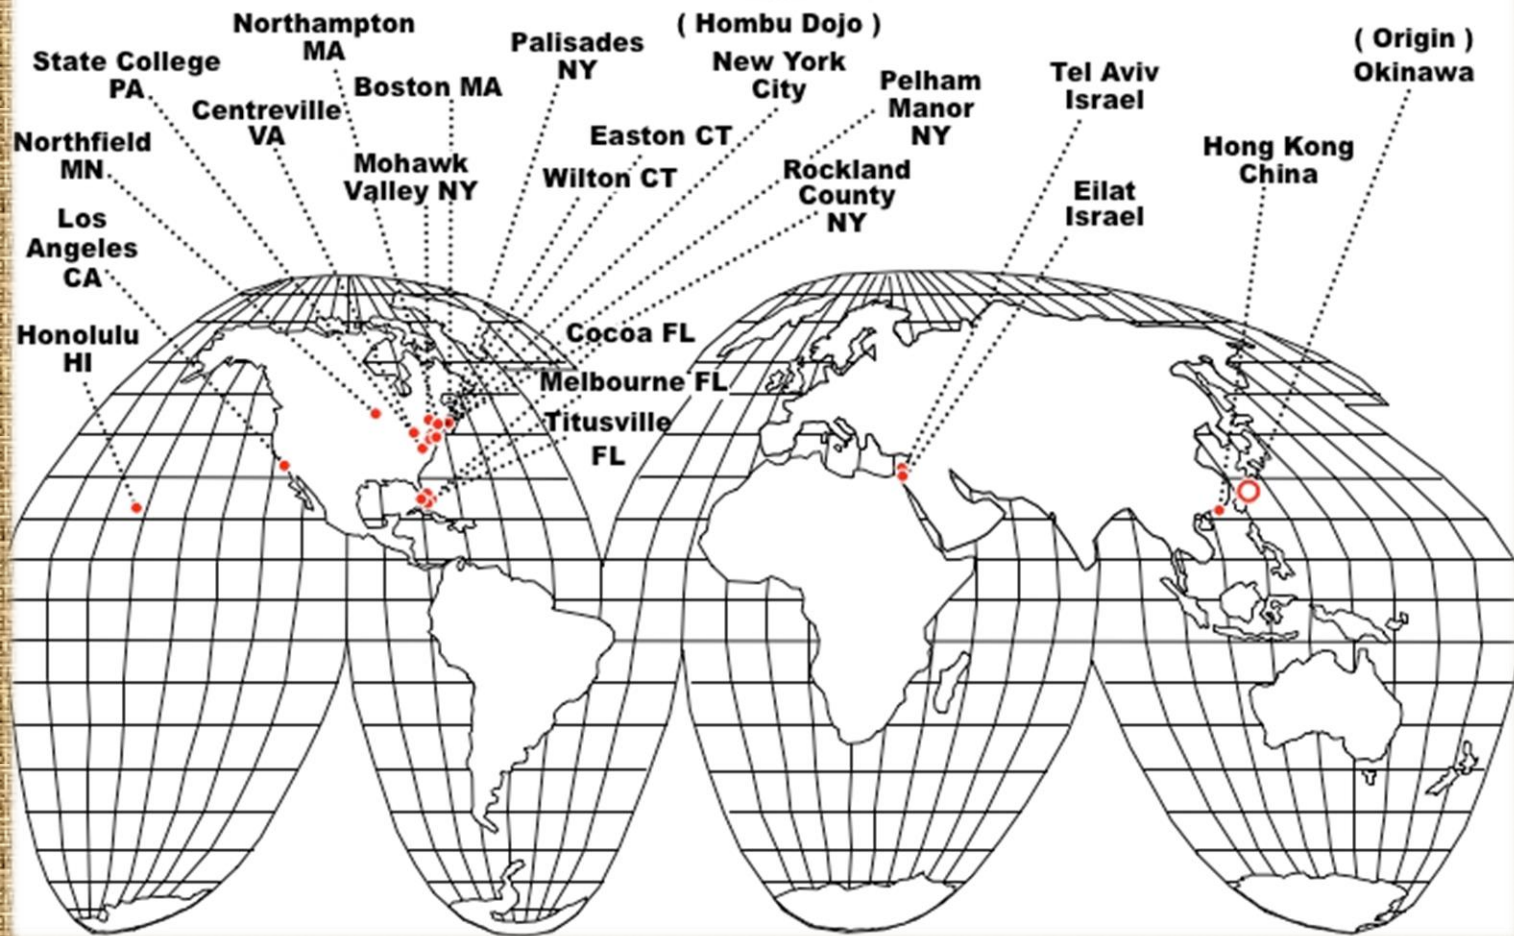 Northampton
MA
( Hombu Dojo )
New York
City
Palisades
NY
( Origin )
Okinawa
State College
PA
Boston MA
Pelham
Manor
NY
Tel Aviv
Israel
Centreville
VA
Easton CT
Northfield
MN
Mohawk
Valley NY
Wilton CT
Rockland
County
NY
Hong Kong
China
Eilat
Israel
Los
Angeles
CA
Honolulu
HI
Cocoa FL
Melbourne FL
Titusville
FL